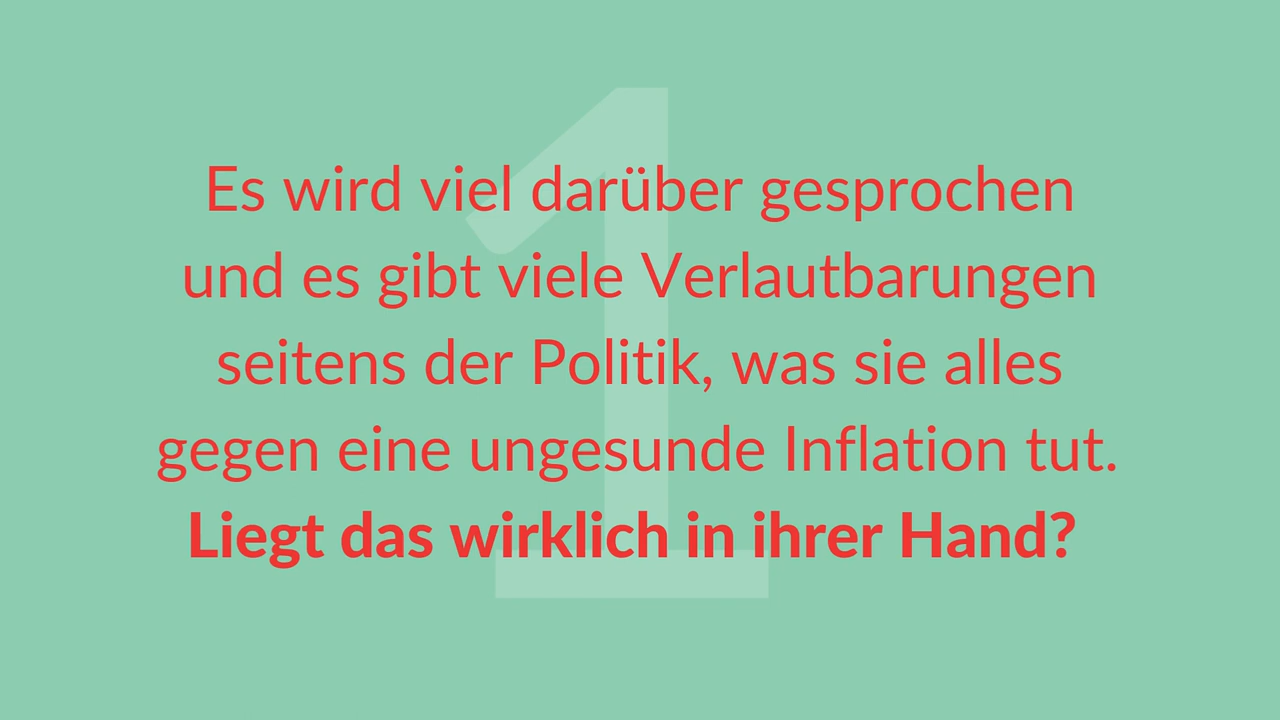 1
Es wird viel darüber gesprochen
und es gibt viele Verlautbarungen
seitens der Politik, was sie alles
gegen eine ungesunde Inflation tut.
Liegt das wirklich in ihrer Hand?